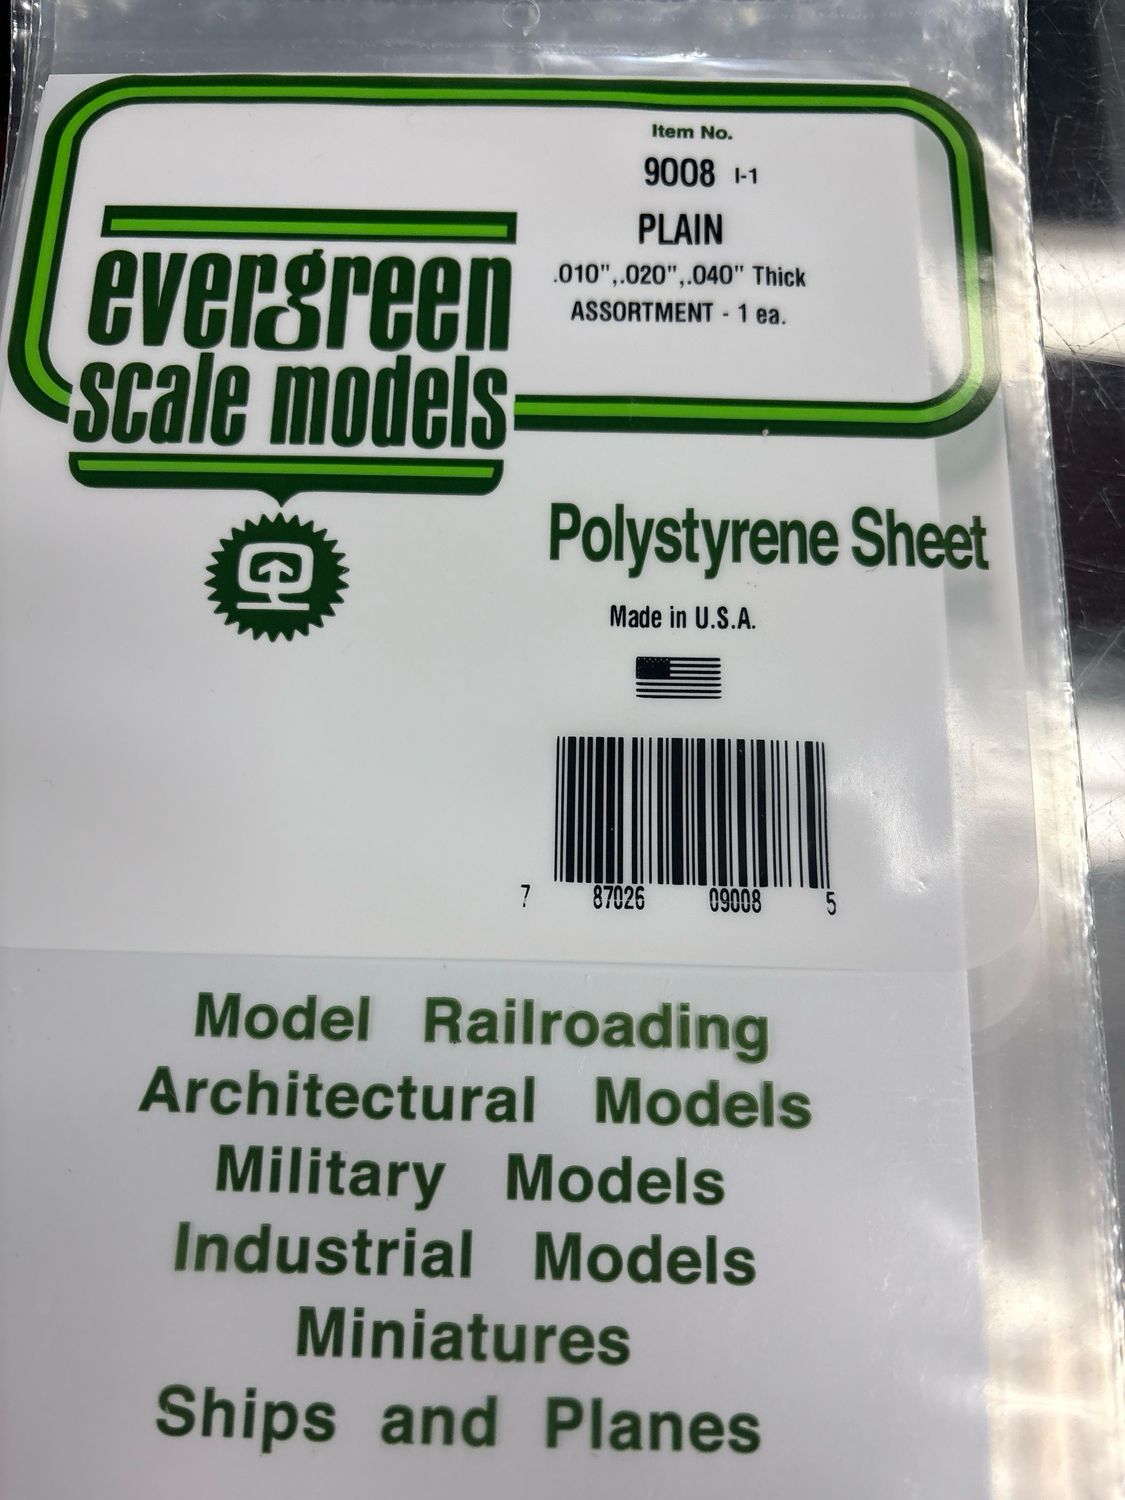 Item No.
9008 I-1
PLAIN
.010",.020",.040" Thick
ASSORTMENT - 1 ea.
evergreen
scale models
Polystyrene Sheet
Made in U.S.A.
7 87026 09008 5
Model Railroading
Architectural Models
Military Models
Industrial Models
Miniatures
Ships and Planes